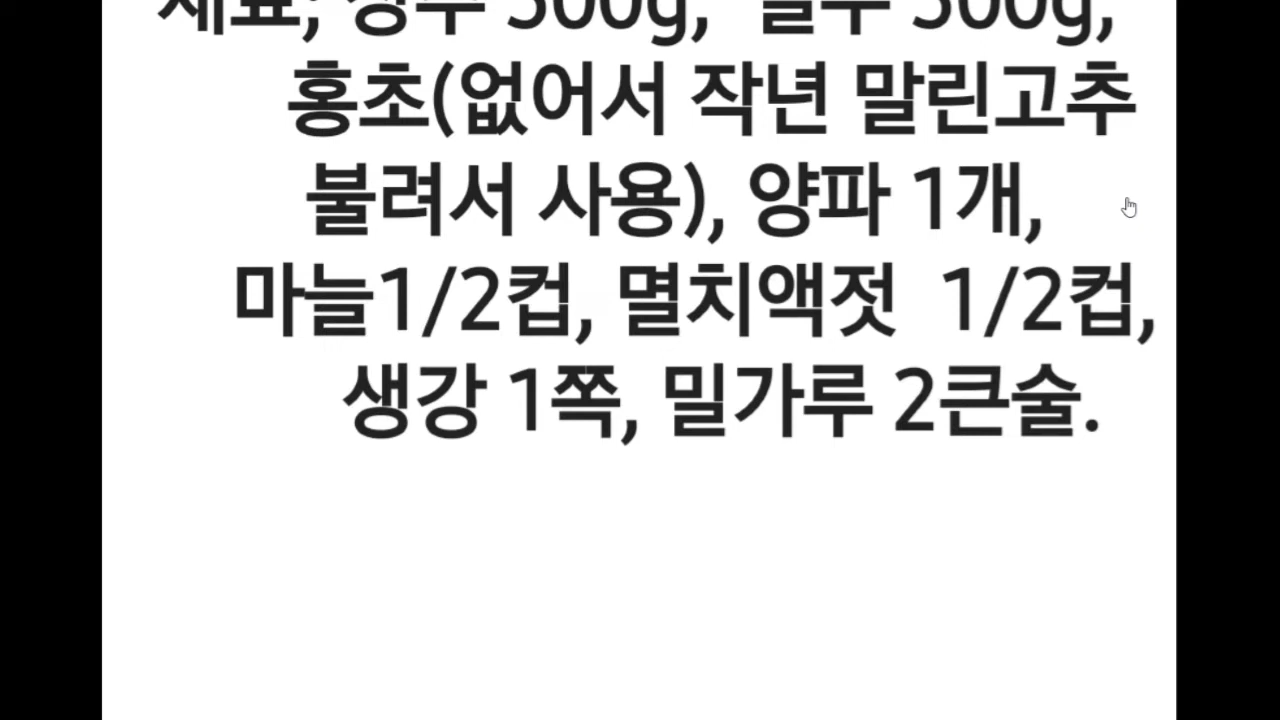 500g, 500g,
홍초(없어서 작년 말린고추
불려서 사용), 양파 1개,
마늘1/2컵, 멸치액젓 1/2컵,
생강 1쪽, 밀가루 2큰술.